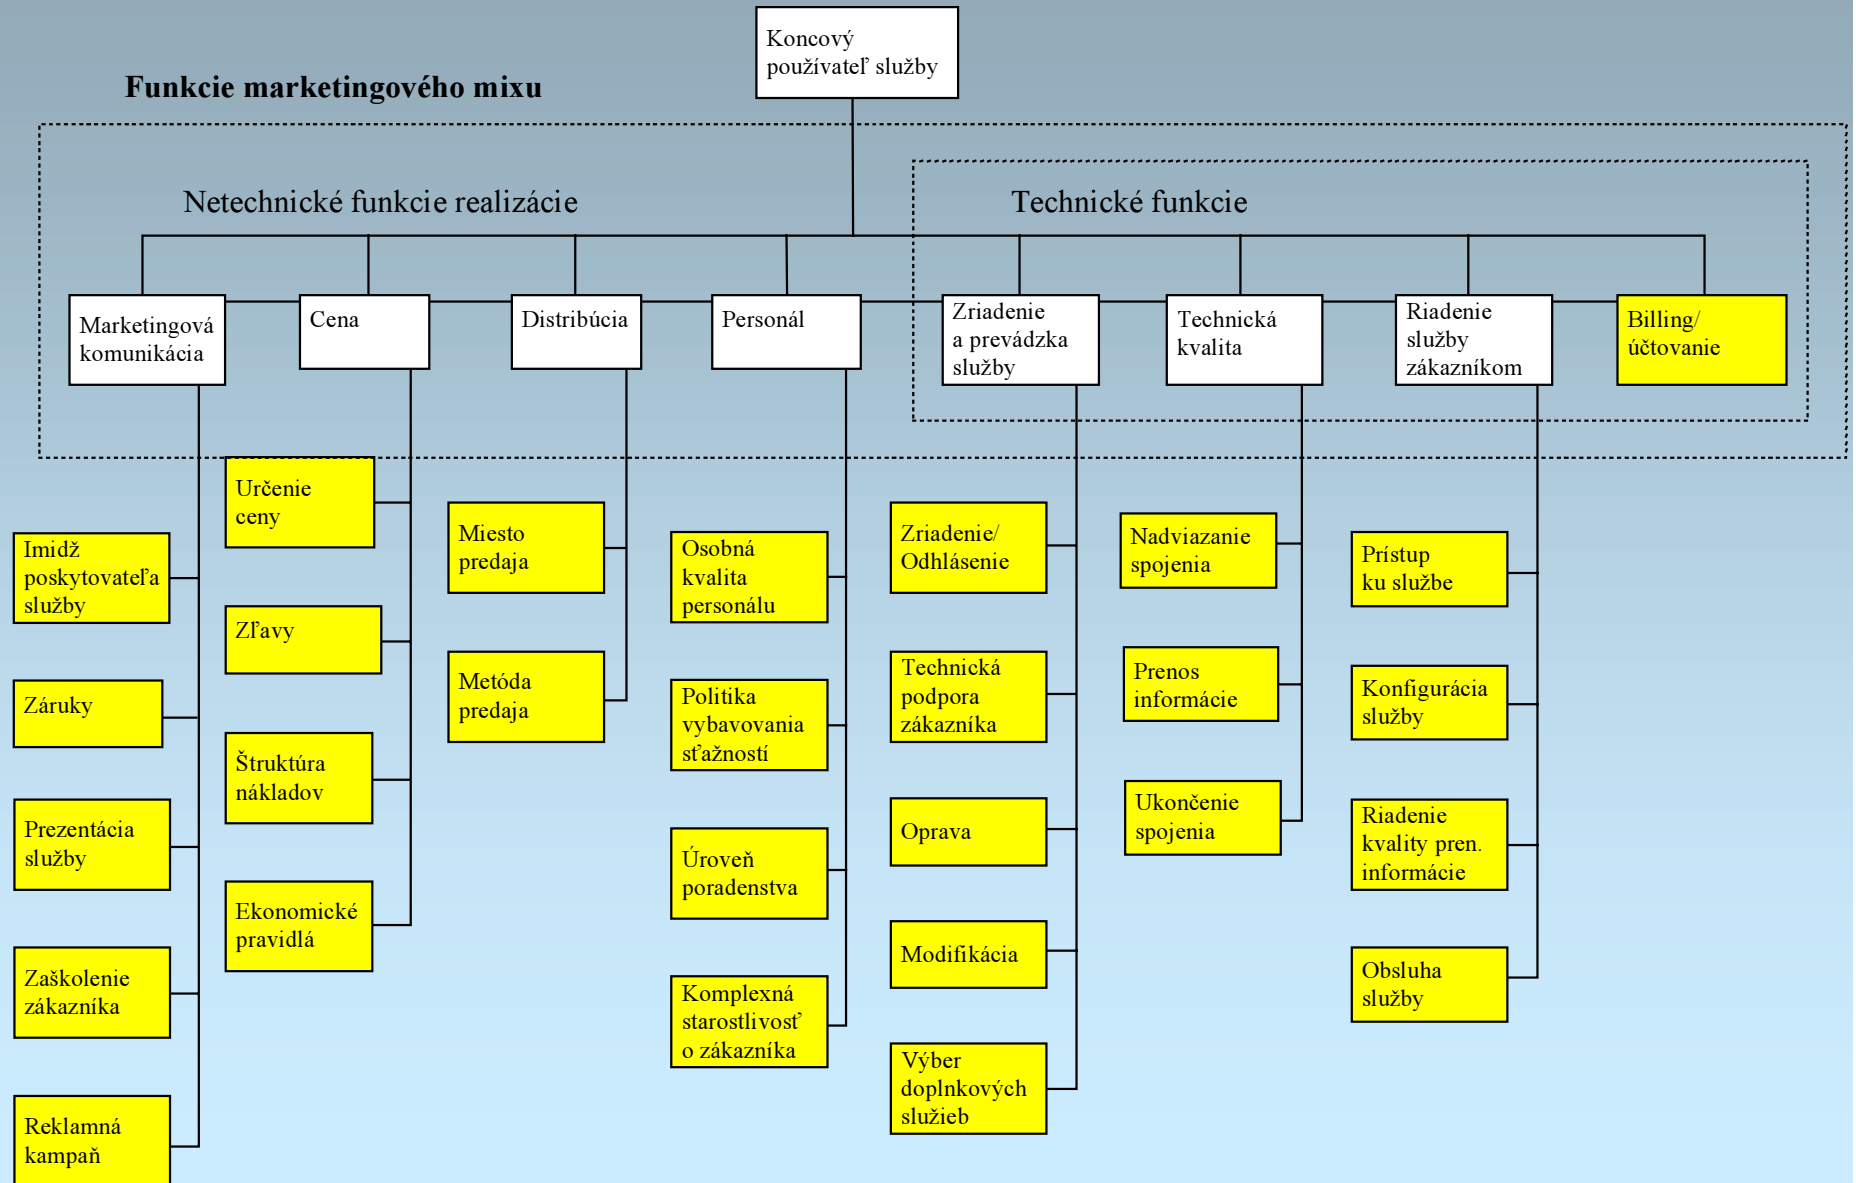 Koncový
používateľ služby
Funkcie marketingového mixu
Netechnické funkcie realizácie
Technické funkcie
Marketingová
komunikácia
Cena
Distribúcia
Personál
Zriadenie
a prevádzka
služby
Technická
kvalita
Riadenie
služby
zákazníkom
Billing/
účtovanie
Imidž
poskytovateľa
služby
Záruky
Prezentácia
služby
Zaškolenie
zákazníka
Reklamná
kampaň
Určenie
ceny
Zľavy
Štruktúra
nákladov
Ekonomické
pravidlá
Miesto
predaja
Metóda
predaja
Osobná
kvalita
personálu
Politika
vybavovania
sťažností
Úroveň
poradenstva
Komplexná
starostlivosť
o zákazníka
Zriadenie/
Odhlásenie
Technická
podpora
zákazníka
Oprava
Modifikácia
Výber
doplnkových
služieb
Nadviazanie
spojenia
Prenos
informácie
Ukončenie
spojenia
Prístup
ku službe
Konfigurácia
služby
Riadenie
kvality pren.
informácie
Obsluha
služby